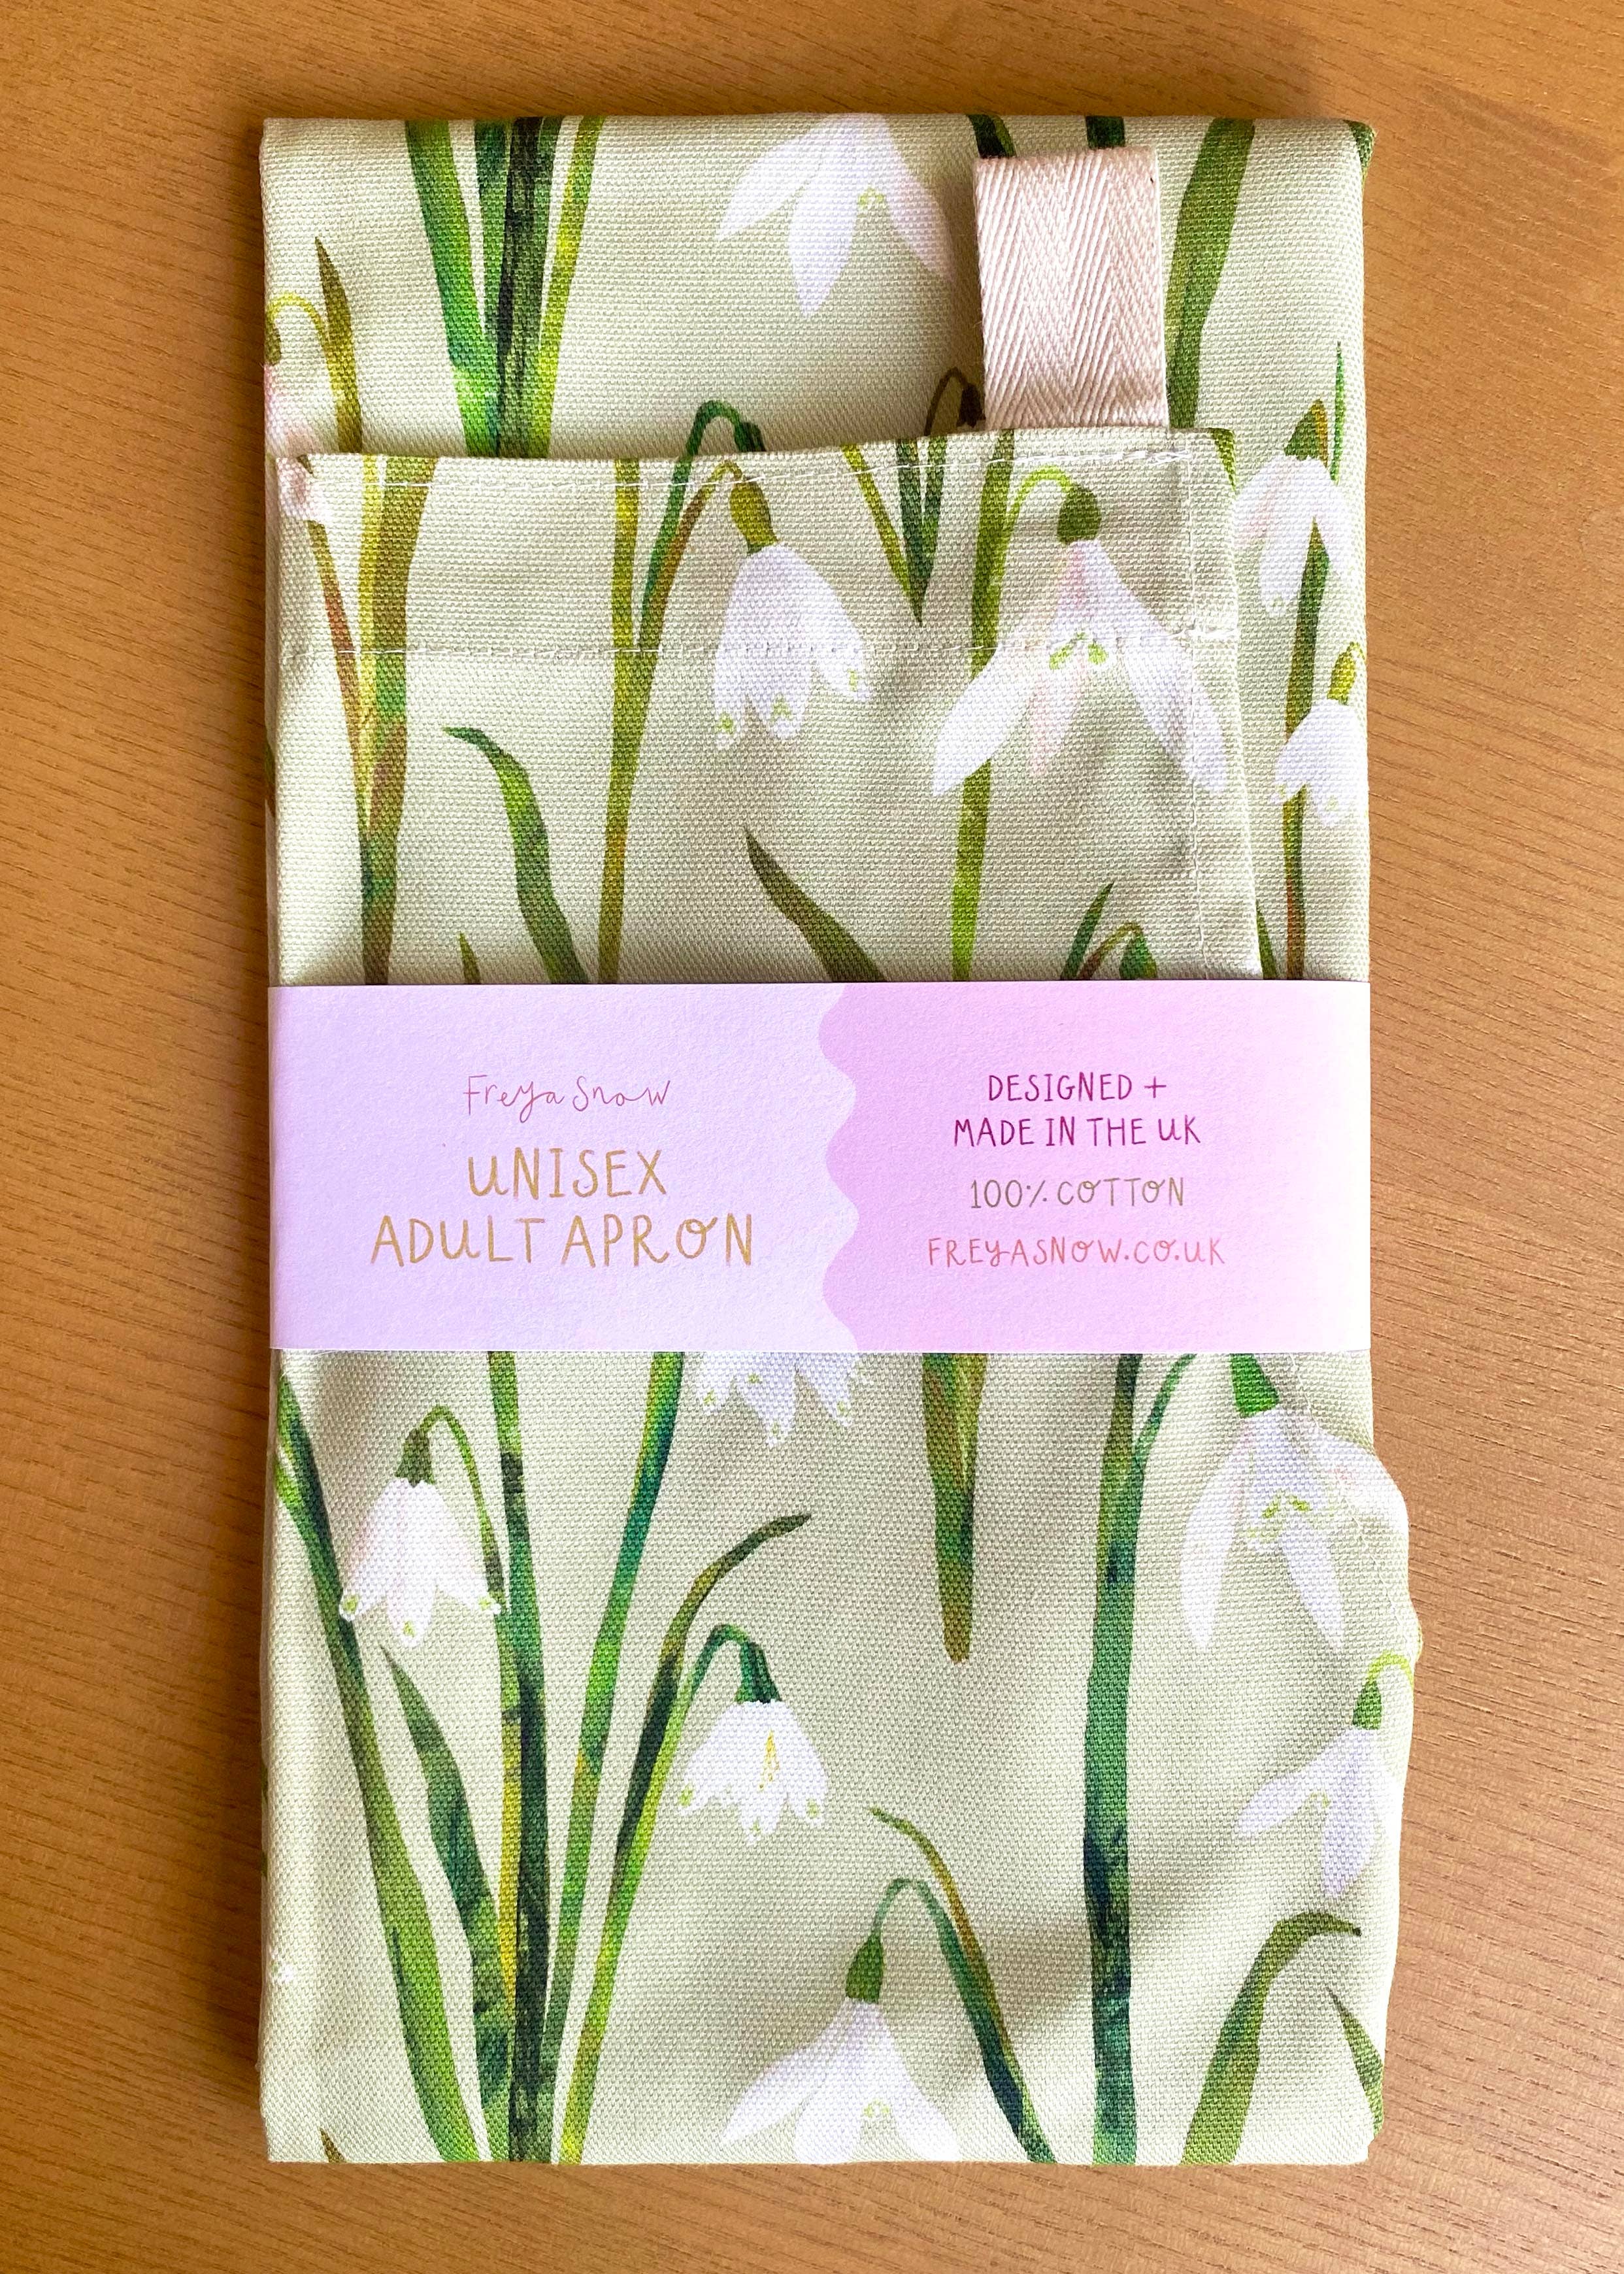 Freya Snow
UNISEX
ADULT APRON
DESIGNED +
MADE IN THE UK
100% COTTON
FREYASNOW.CO.UK